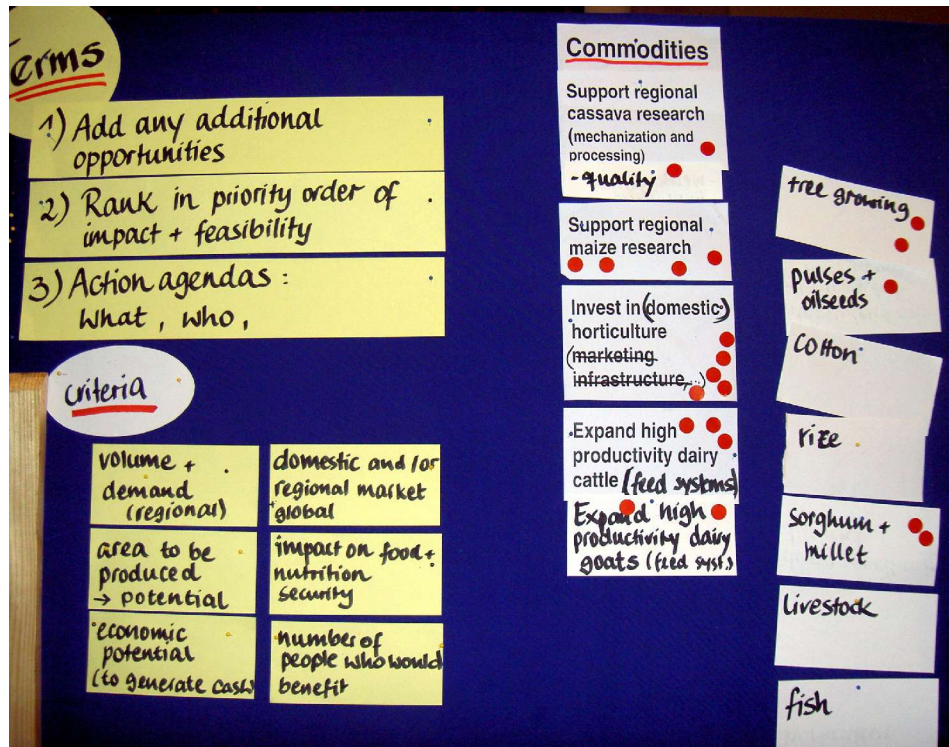 Terms
1) Add any additional
opportunities
2) Rank in priority order of
impact + feasibility
3) Action agendas :
What , who ,
criteria
volume +
demand
(regional)
domestic and/or
regional market
global
area to be
produced
→ potential
impact on food +
nutrition
security
economic
potential
(to generate cash)
number of
people who would
benefit
Commodities
Support regional
cassava research
(mechanization and
processing)
- quality
Support regional
maize research
Invest in (domestic)
horticulture
(marketing
infrastructure,...)
Expand high
productivity dairy
cattle (feed systems)
Expand high
productivity dairy
goats (feed syst.)
tree growing
pulses +
oilseeds
cotton
rize
sorghum +
millet
livestock
fish